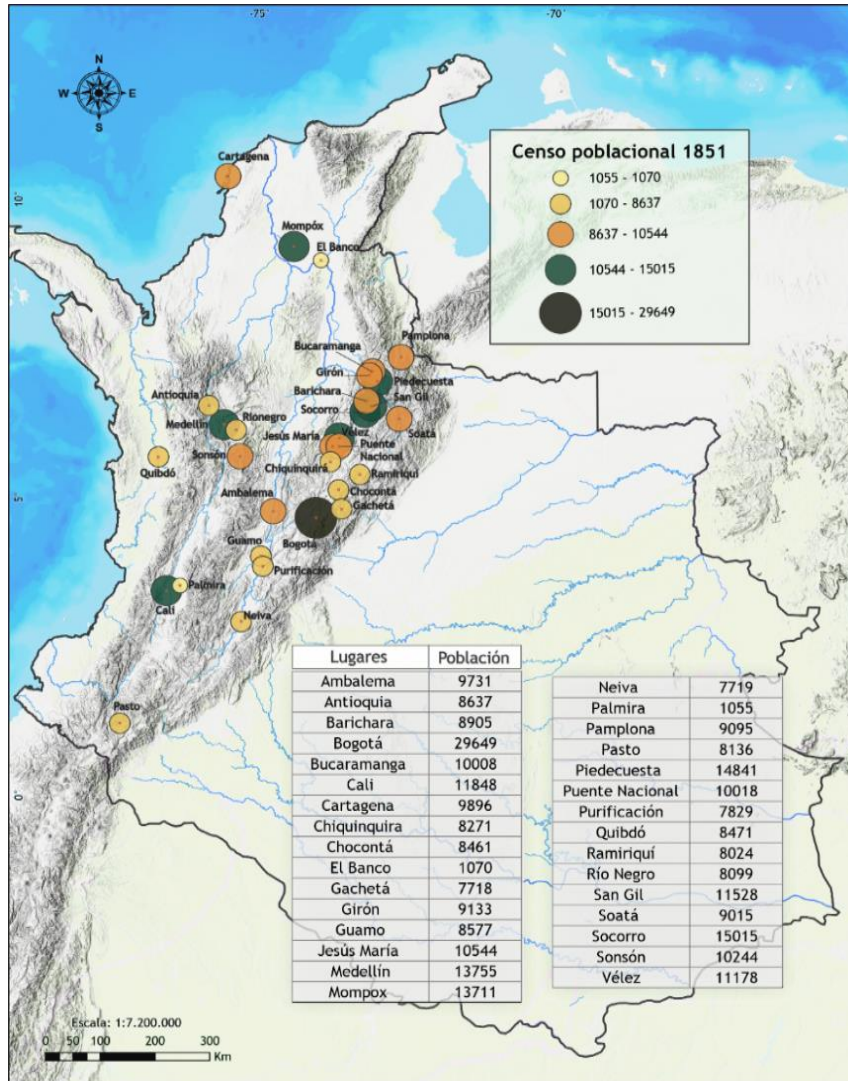 -75°
-70°
N
W
E
S
10°
5°
0°
Censo poblacional 1851
1055 - 1070
1070 - 8637
8637 - 10544
10544 - 15015
15015 - 29649
Cartagena
Mompóx
El Banco
Pamplona
Bucaramanga
Girón
Piedecuesta
Barichara
San Gil
Antioquia
Socorro
Medellín
Rionegro
Jesús María
Vélez
Puente
Nacional
Soatá
Sonsón
Chiquinquirá
Quibdó
Ramiriquí
Chocontá
Ambalema
Gachetá
Guamo
Bogotá
Purificación
Palmira
Cali
Neiva
Pasto
Lugares Población
Ambalema 9731
Antioquia 8637
Barichara 8905
Bogotá 29649
Bucaramanga 10008
Cali 11848
Cartagena 9896
Chiquinquira 8271
Chocontá 8461
El Banco 1070
Gachetá 7718
Girón 9133
Guamo 8577
Jesús María 10544
Medellín 13755
Mompox 13711
Neiva 7719
Palmira 1055
Pamplona 9095
Pasto 8136
Piedecuesta 14841
Puente Nacional 10018
Purificación 7829
Quibdó 8471
Ramiriquí 8024
Río Negro 8099
San Gil 11528
Soatá 9015
Socorro 15015
Sonsón 10244
Vélez 11178
Escala: 1:7.200.000
0 50 100 200 300
Km